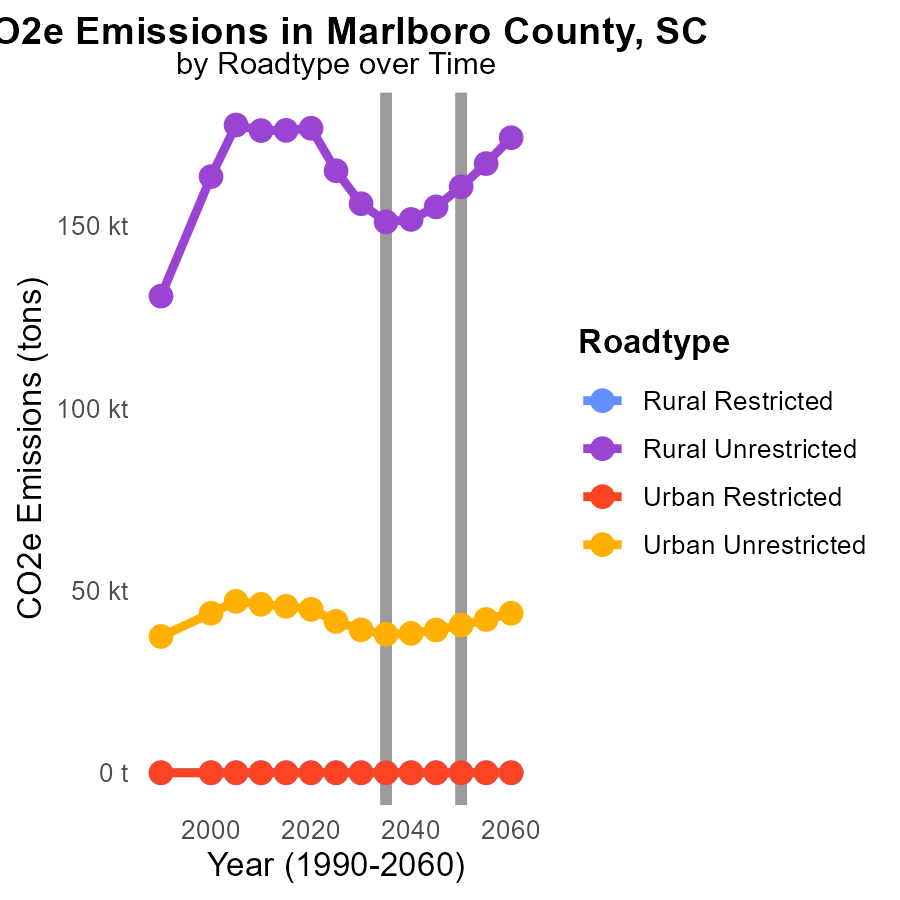 O2e Emissions in Marlboro County, SC
by Roadtype over Time
CO2e Emissions (tons)
150 kt
100 kt
50 kt
0 t
2000 2020 2040 2060
Year (1990-2060)
Roadtype
Rural Restricted
Rural Unrestricted
Urban Restricted
Urban Unrestricted